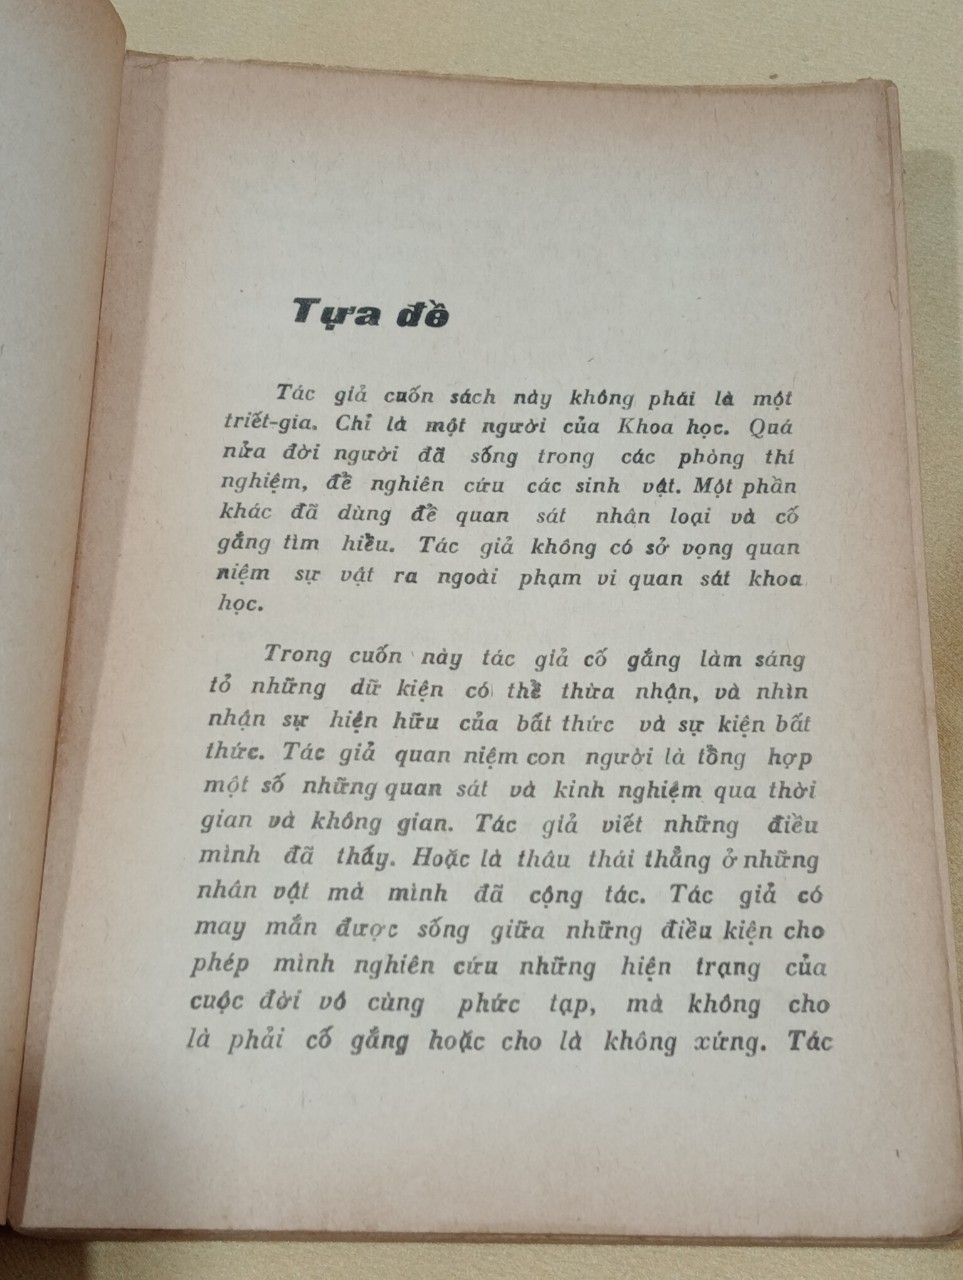 Tựa đề
Tác giả cuốn sách này không phải là một
triết-gia. Chỉ là một người của Khoa học. Quá
nửa đời người đã sống trong các phòng thí
nghiệm, để nghiên cứu các sinh vật. Một phần
khác đã dùng để quan sát nhân loại và cố
gắng tìm hiểu. Tác giả không có sở vọng quan
niệm sự vật ra ngoài phạm vi quan sát khoa
học.
Trong cuốn này tác giả cố gắng làm sáng
tỏ những dữ kiện có thể thừa nhận, và nhìn
nhận sự hiện hữu của bất thức và sự kiện bất
thức. Tác giả quan niệm con người là tổng hợp
một số những quan sát và kinh nghiệm qua thời
gian và không gian. Tác giả viết những điều
mình đã thấy. Hoặc là thâu thái thẳng ở những
nhân vật mà mình đã cộng tác. Tác giả có
may mắn được sống giữa những điều kiện cho
phép mình nghiên cứu những hiện trạng của
cuộc đời vô cùng phức tạp, mà không cho
là phải cố gắng hoặc cho là không xứng. Tác